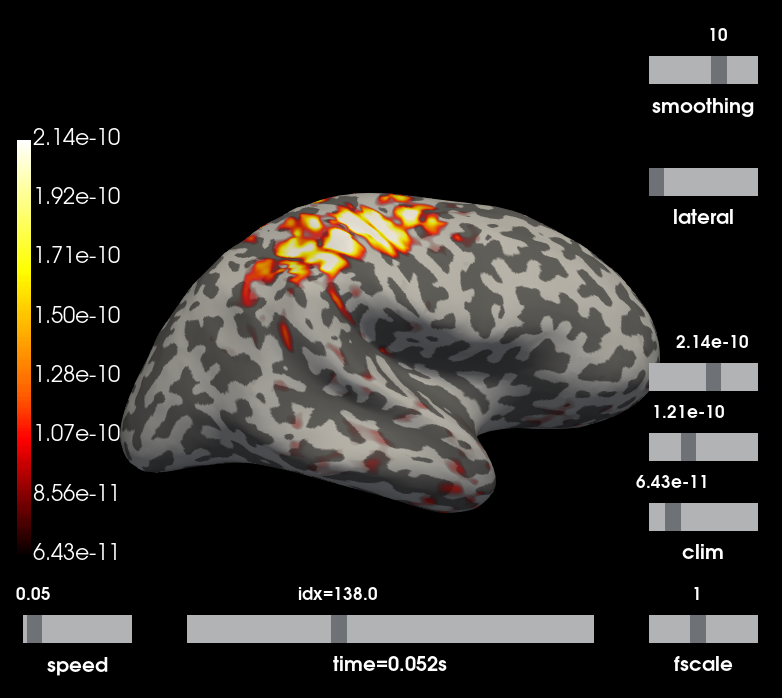 10
smoothing
lateral
2.14e-10
1.92e-10
1.71e-10
1.50e-10
1.28e-10
1.07e-10
8.56e-11
6.43e-11
2.14e-10
1.21e-10
6.43e-11
clim
0.05
speed
idx=138.0
time=0.052s
1
fscale